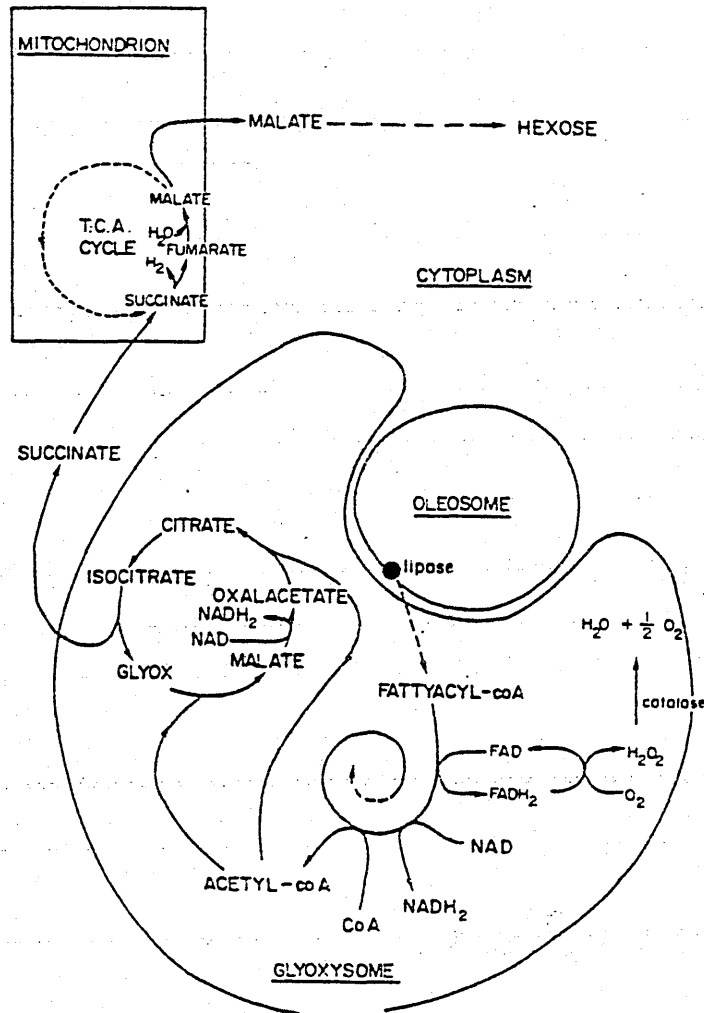 MITOCHONDRION
MALATE
HEXOSE
MALATE
T.C.A.
CYCLE
H₂O
FUMARATE
H₂
SUCCINATE
CYTOPLASM
SUCCINATE
OLEOSOME
lipase
CITRATE
ISOCITRATE
OXALACETATE
NADH₂
NAD
MALATE
GLYOX
H₂O + 1/2 O₂
catalase
FATTYACYL-coA
FAD
H₂O₂
FADH₂
O₂
NAD
NADH₂
CoA
ACETYL-coA
GLYOXYSOME